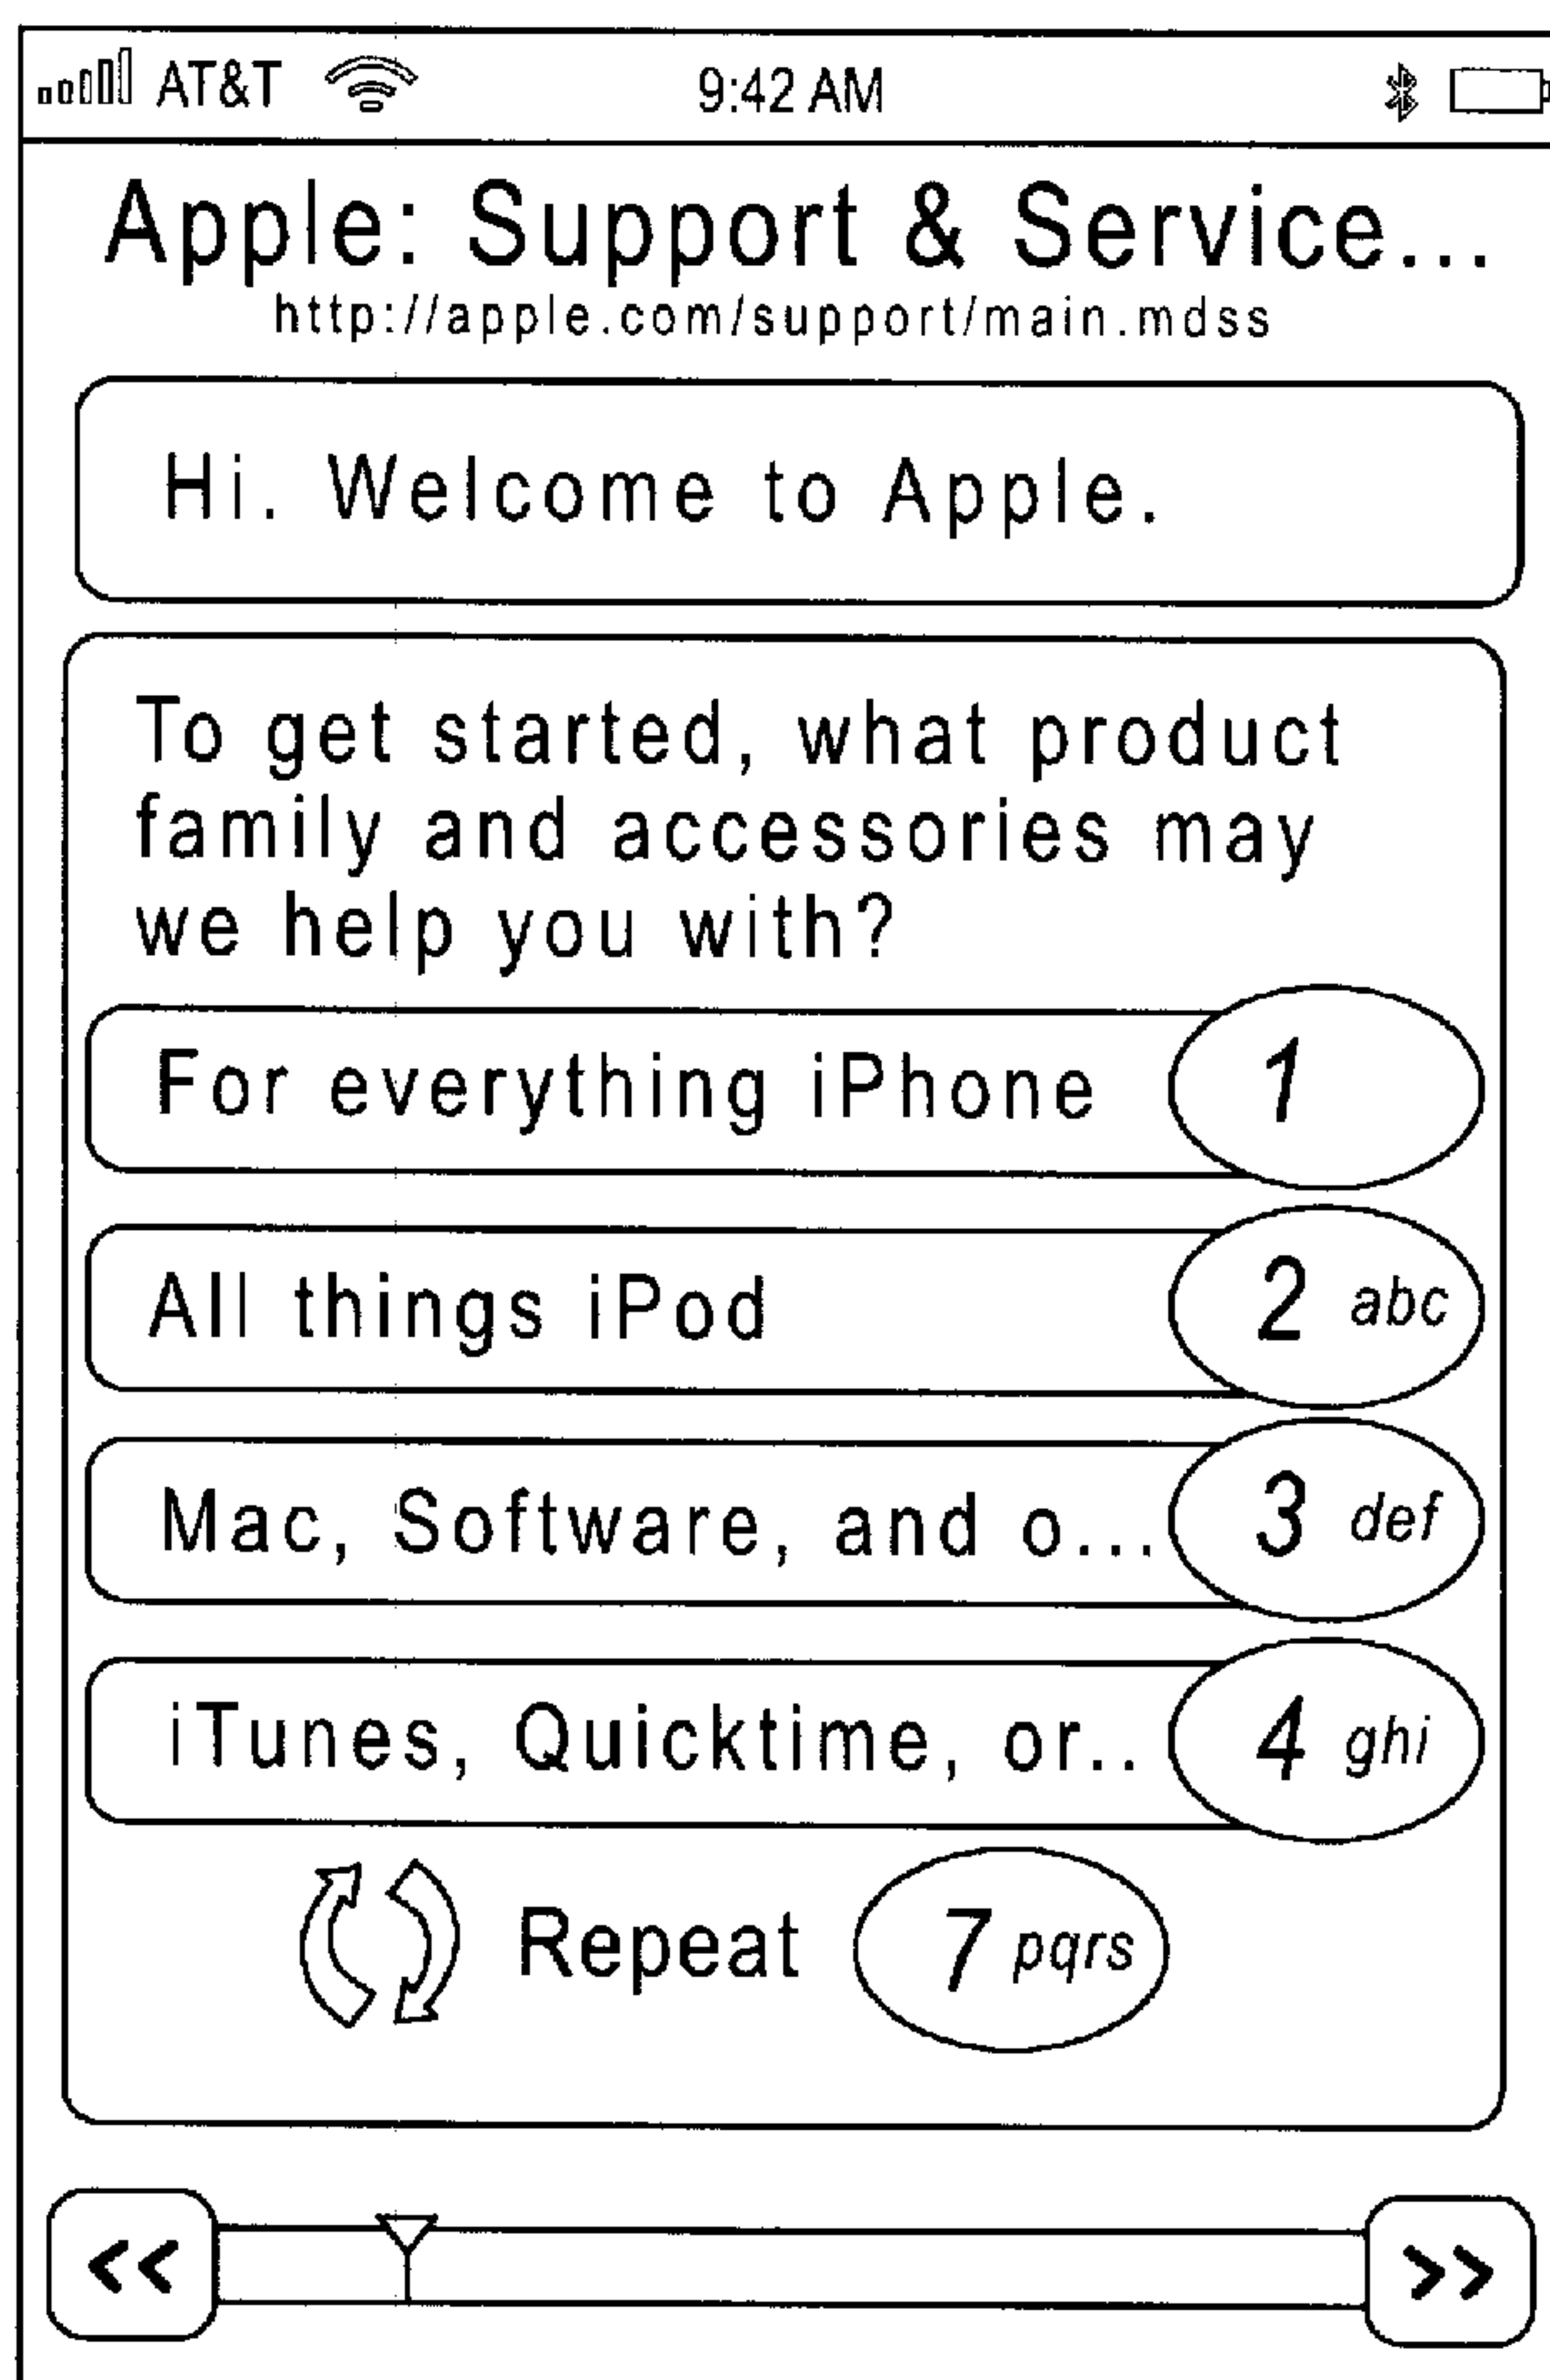 AT&T 9:42 AM
Apple: Support & Service...
http://apple.com/support/main.mdss
Hi. Welcome to Apple.
To get started, what product
family and accessories may
we help you with?
For everything iPhone 1
All things iPod 2 abc
Mac, Software, and o... 3 def
iTunes, Quicktime, or.. 4 ghi
Repeat 7 pqrs
<< >>